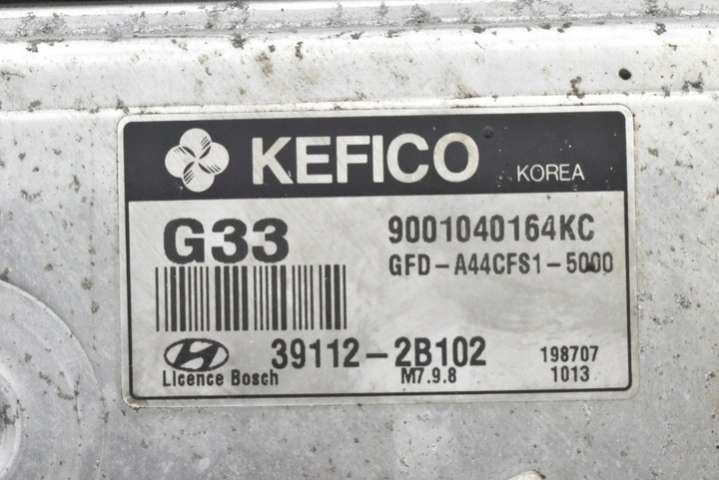 KEFICO KOREA
G33 9001040164KC
GFD-A44CFS1-5000
39112-2B102 198707
Licence Bosch M7.9.8 1013